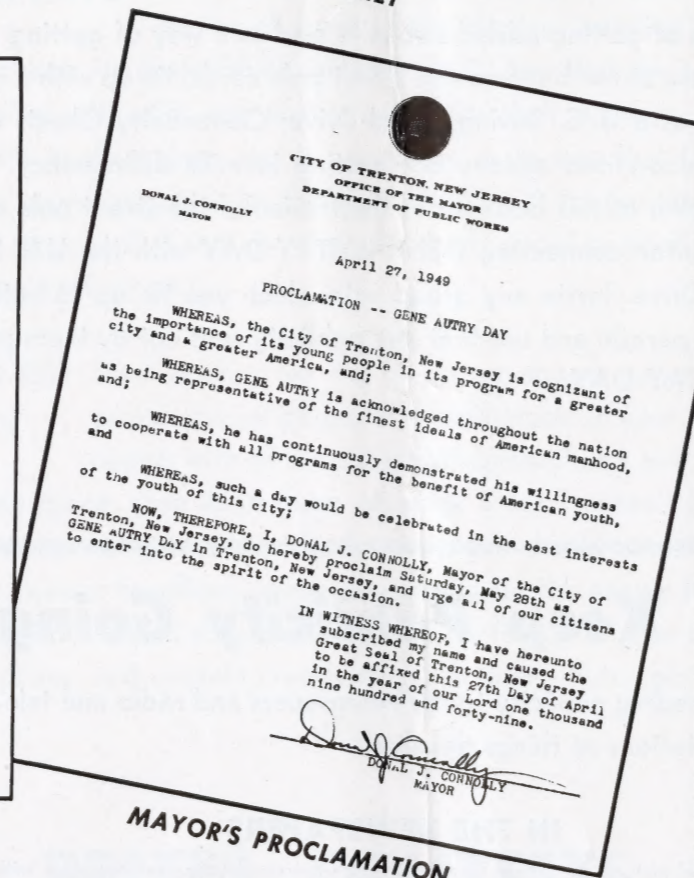 CITY OF TRENTON, NEW JERSEY
OFFICE OF THE MAYOR
DEPARTMENT OF PUBLIC WORKS
DONAL J. CONNOLLY
MAYOR
April 27, 1949
PROCLAMATION -- GENE AUTRY DAY
WHEREAS, the City of Trenton, New Jersey is cognizant of
the importance of its young people in its program for a greater
city in a greater America, and;
WHEREAS, GENE AUTRY is acknowledged throughout the nation
as being representative of the finest ideals of American manhood,
and;
WHEREAS, he has continuously demonstrated his willingness
to cooperate with all programs for the benefit of American youth,
and
WHEREAS, such a day would be celebrated in the best interests
of the youth of this city;
NOW, THEREFORE, I, DONAL J. CONNOLLY, Mayor of the City of
Trenton, New Jersey, do hereby proclaim Saturday, May 28th as
GENE AUTRY DAY in Trenton, New Jersey, and urge all of our citizens
to enter into the spirit of the occasion.
IN WITNESS WHEREOF, I have hereunto
subscribed my name and caused the
Great Seal of Trenton, New Jersey
to be affixed this 27th Day of April
in the year of our Lord one thousand
nine hundred and forty-nine.
Donal J. Connolly
DONAL J. CONNOLLY
MAYOR
MAYOR'S PROCLAMATION